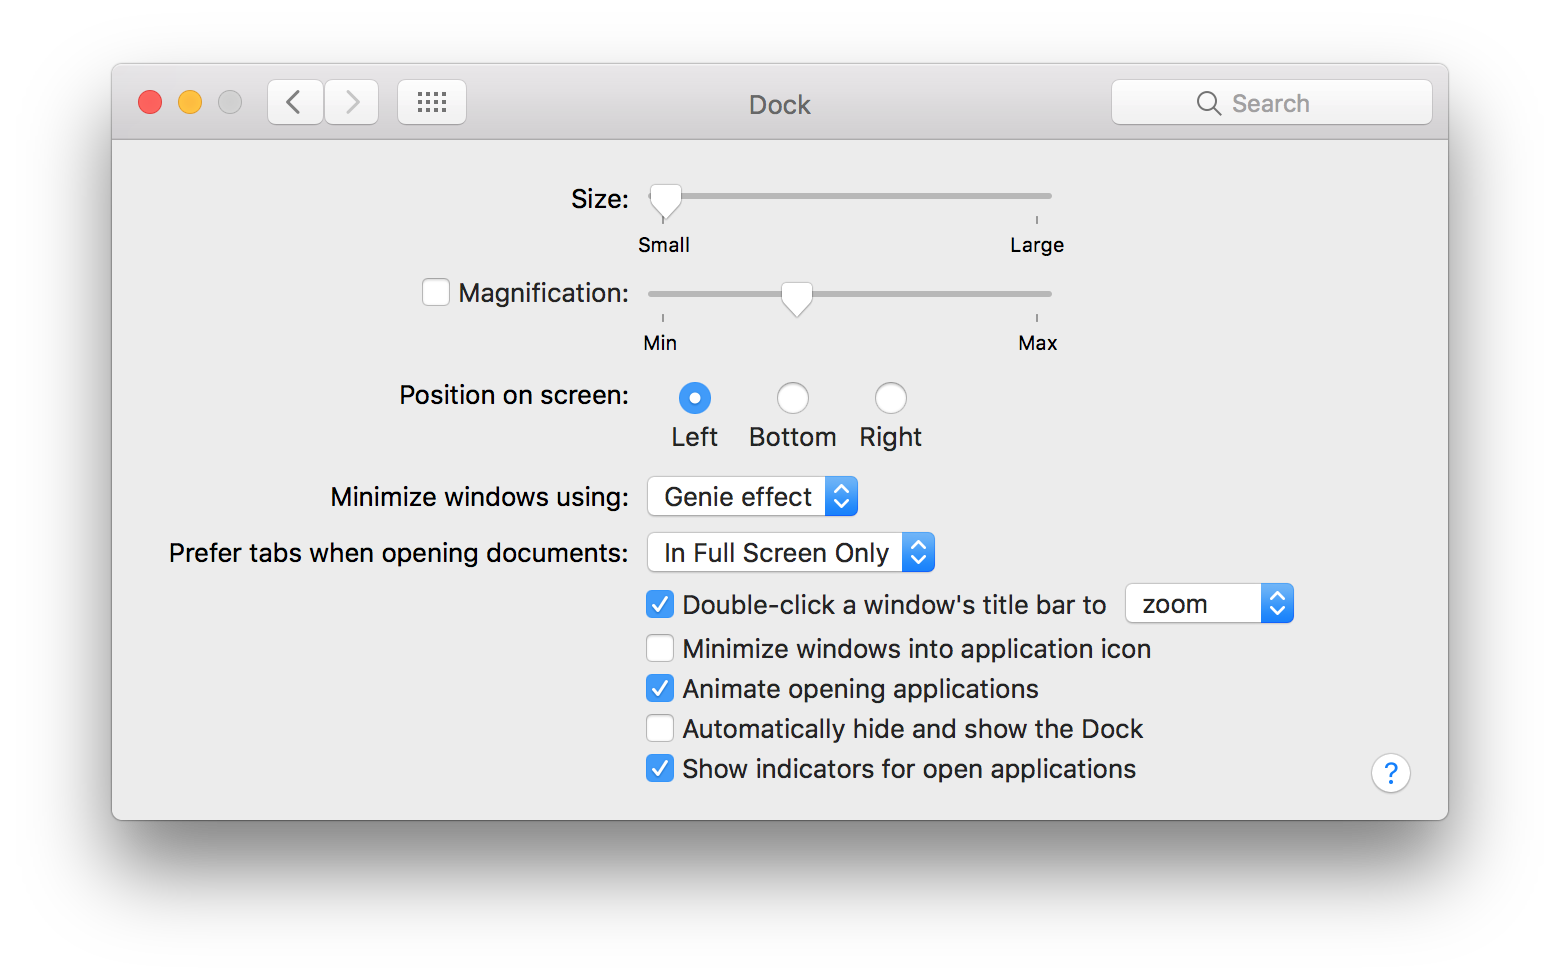 Dock
Search
Size:
Small Large
Magnification:
Min Max
Position on screen:
Left Bottom Right
Minimize windows using: Genie effect
Prefer tabs when opening documents: In Full Screen Only
Double-click a window's title bar to zoom
Minimize windows into application icon
Animate opening applications
Automatically hide and show the Dock
Show indicators for open applications
?